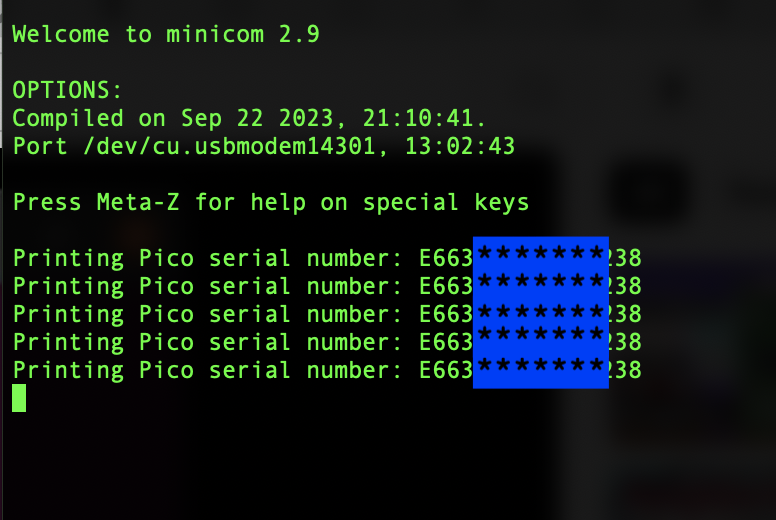 Welcome to minicom 2.9
OPTIONS:
Compiled on Sep 22 2023, 21:10:41.
Port /dev/cu.usbmodem14301, 13:02:43
Press Meta-Z for help on special keys
Printing Pico serial number: E663*******238
Printing Pico serial number: E663*******238
Printing Pico serial number: E663*******238
Printing Pico serial number: E663*******238
Printing Pico serial number: E663*******238